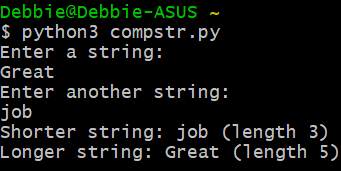 Debbie@Debbie-ASUS ~
$ python3 compstr.py
Enter a string:
Great
Enter another string:
job
Shorter string: job (length 3)
Longer string: Great (length 5)